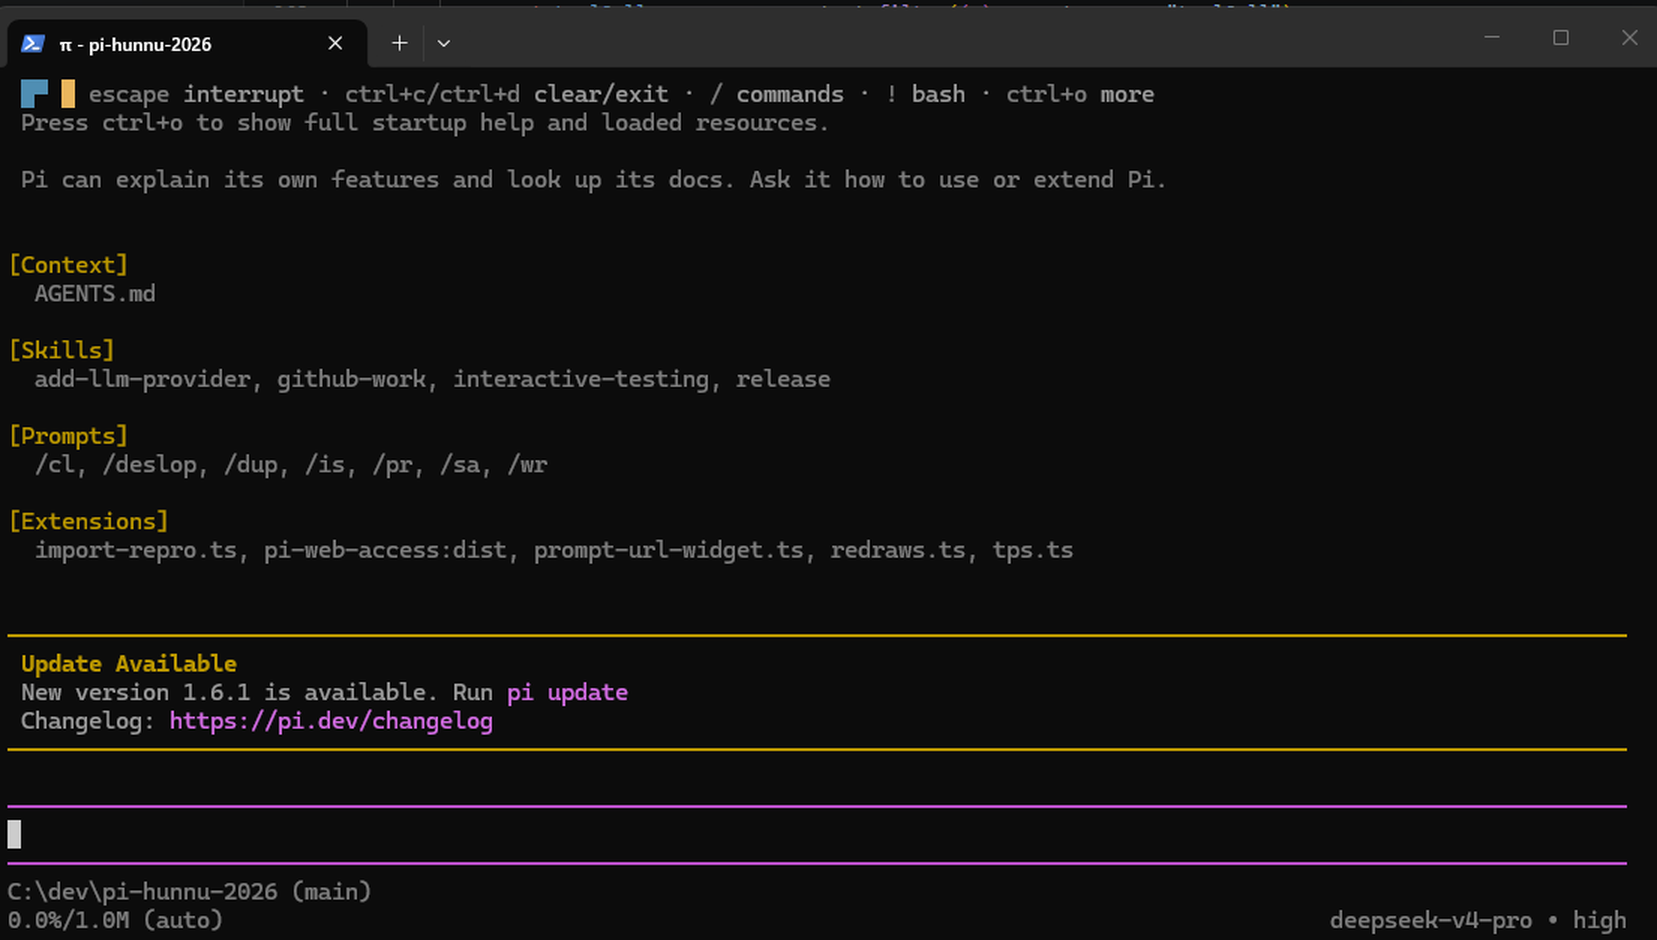 π - pi-hunnu-2026
escape interrupt · ctrl+c/ctrl+d clear/exit · / commands · ! bash · ctrl+o more
Press ctrl+o to show full startup help and loaded resources.
Pi can explain its own features and look up its docs. Ask it how to use or extend Pi.
[Context]
AGENTS.md
[Skills]
add-llm-provider, github-work, interactive-testing, release
[Prompts]
/cl, /deslop, /dup, /is, /pr, /sa, /wr
[Extensions]
import-repro.ts, pi-web-access:dist, prompt-url-widget.ts, redraws.ts, tps.ts
Update Available
New version 1.6.1 is available. Run pi update
Changelog: https://pi.dev/changelog
C:\dev\pi-hunnu-2026 (main)
0.0%/1.0M (auto) deepseek-v4-pro • high